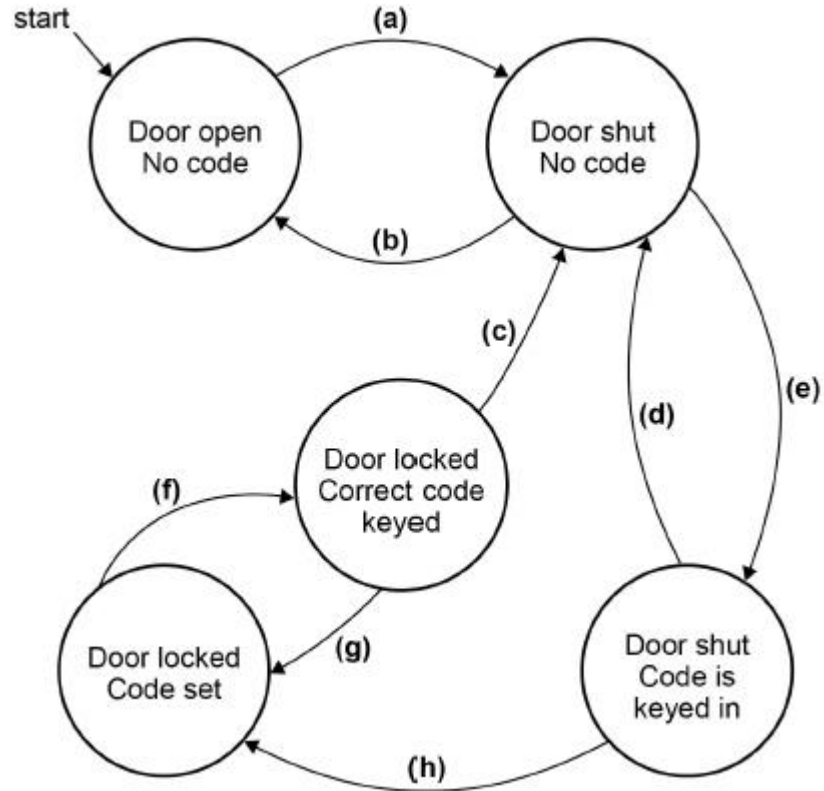 start
(a)
Door open
No code
Door shut
No code
(b)
(c)
(d)
(e)
Door locked
Correct code
keyed
(f)
(g)
Door locked
Code set
Door shut
Code is
keyed in
(h)